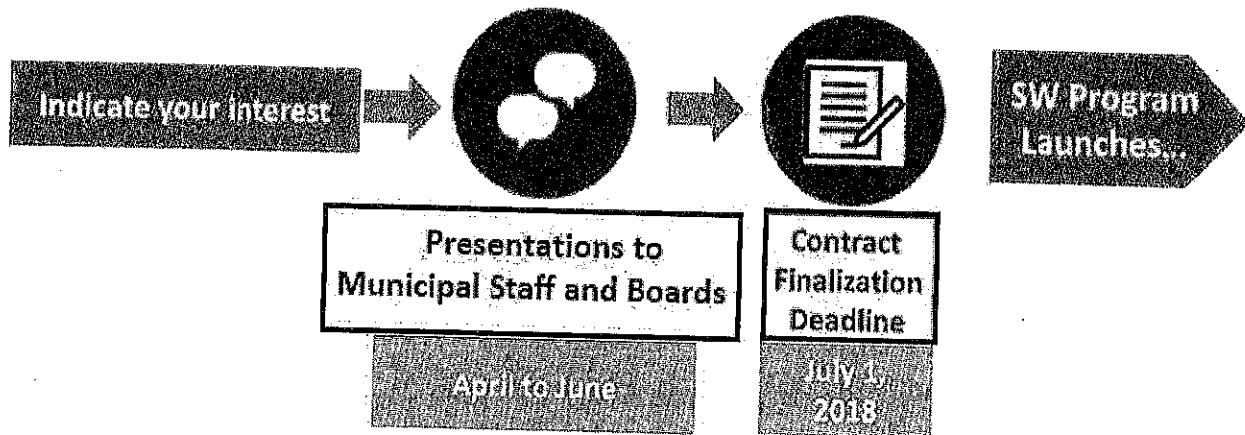 Indicate your interest
SW Program
Launches...
Presentations to
Municipal Staff and Boards
Contract
Finalization
Deadline
April to June
July 1,
2018